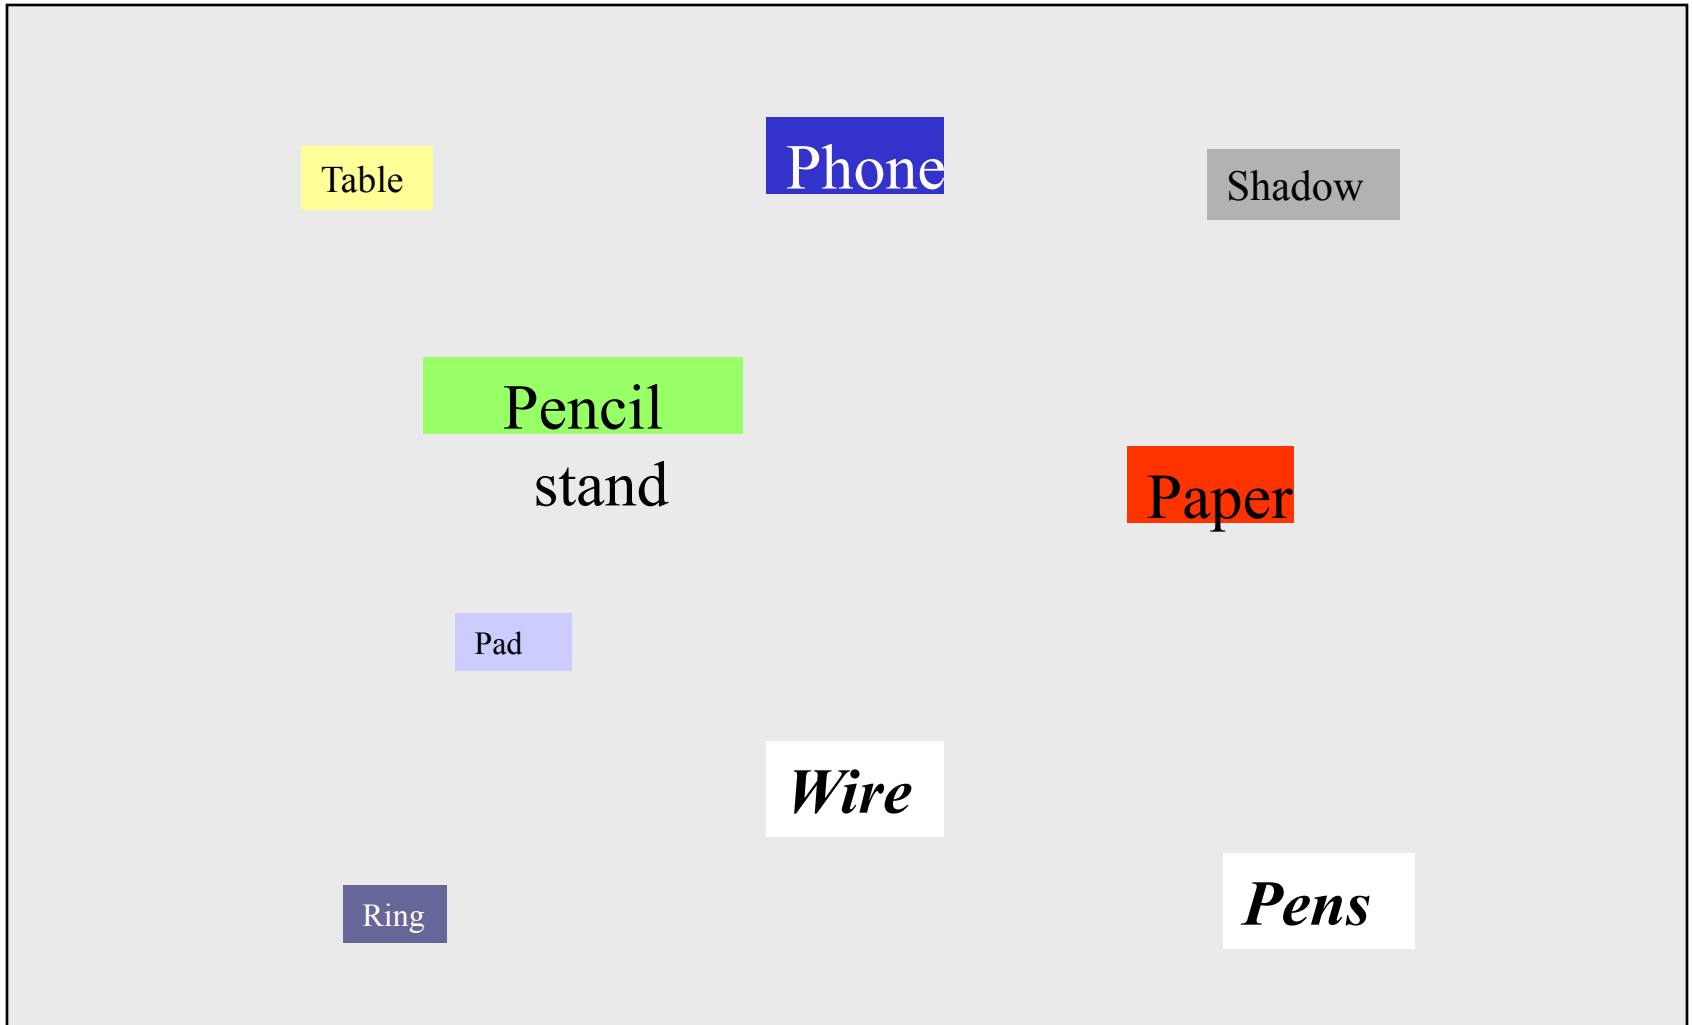 Table
Phone
Shadow
Pencil
stand
Paper
Pad
Wire
Pens
Ring